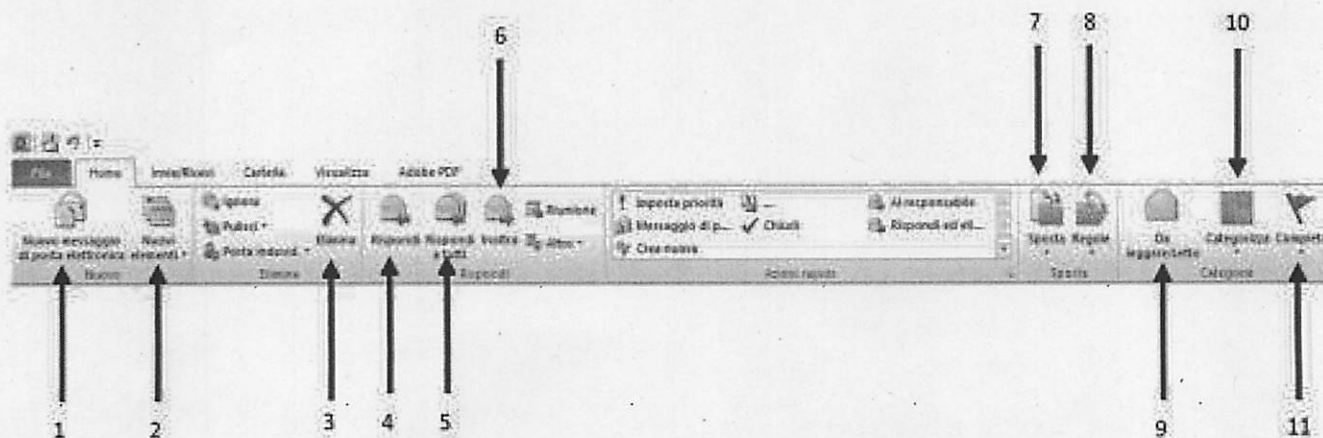 6
7
8
10
File Home Invia/Ricevi Cartella Visualizza Adobe PDF
Nuovo messaggio di posta elettronica
Nuovi elementi
Ignora
Pulisci
Posta indesid.
Elimina
Rispondi
Rispondi a tutti
Inoltra
Riunione
Altro
Imposta priorità
Messaggio di p...
Crea nuova
...
Chiudi
Al responsabile
Rispondi ed eli...
Sposta
Regole
Da leggere/Letto
Categorizza
Completa
Nuovo
Elimina
Rispondi
Azioni rapide
Sposta
Categorie
1
2
3
4
5
9
11